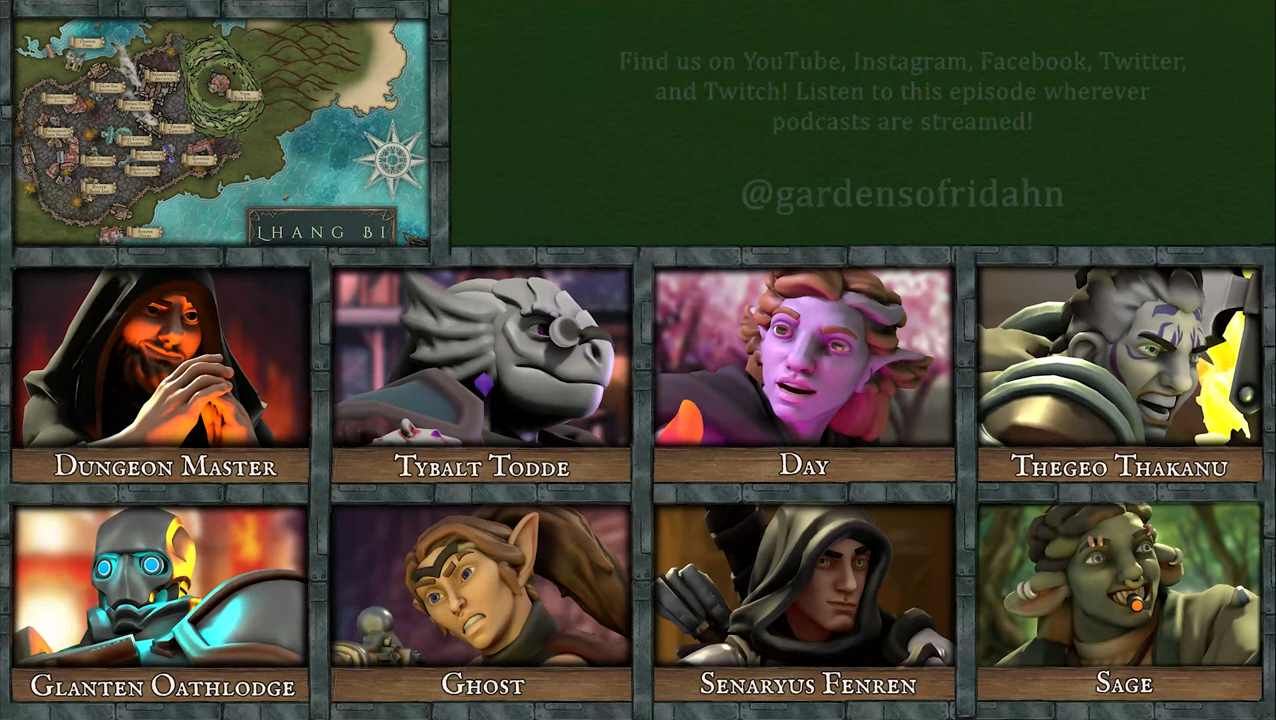 Find us on YouTube, Instagram, Facebook, Twitter,
and Twitch! Listen to this episode wherever
podcasts are streamed!
@gardensofridahn
Lhang Bi
Dungeon Master
Tybalt Todde
Day
Thegeo Thakanu
Glanten Oathlodge
Ghost
Senaryus Fenren
Sage